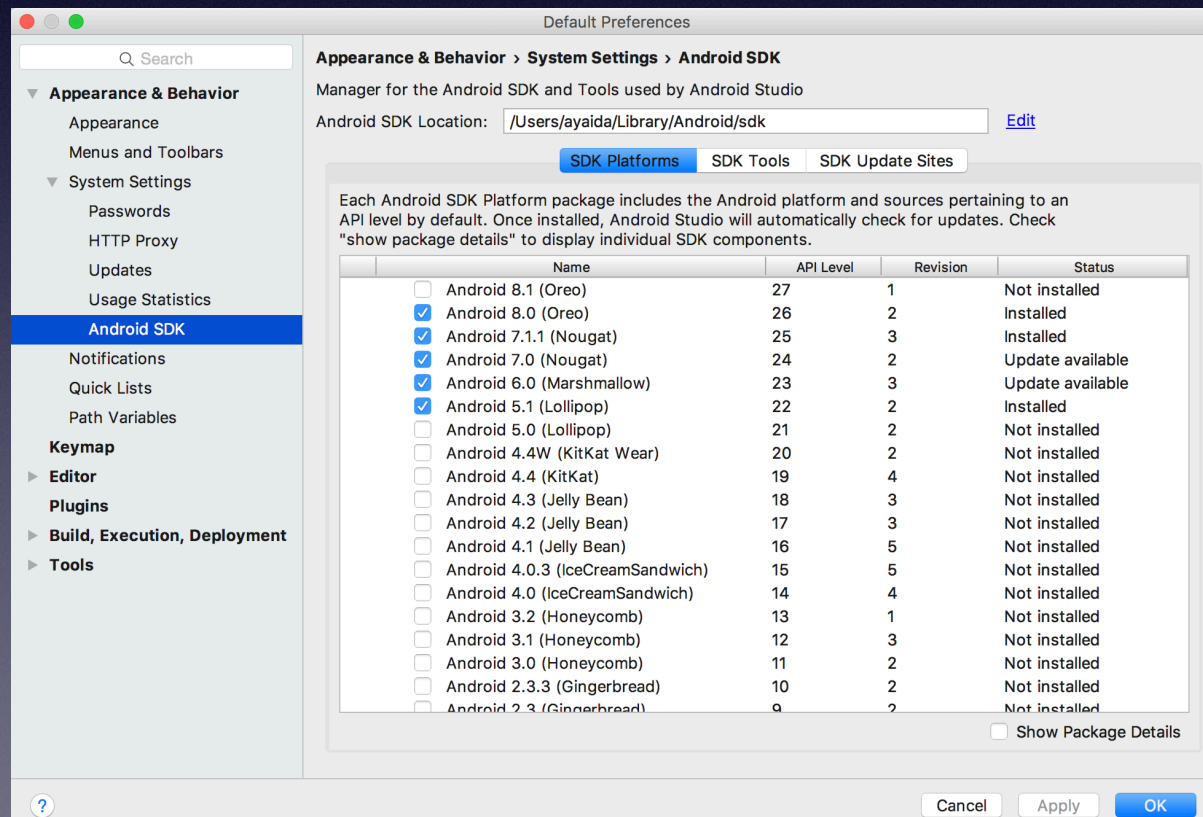 Default Preferences
Search
Appearance & Behavior
Appearance
Menus and Toolbars
System Settings
Passwords
HTTP Proxy
Updates
Usage Statistics
Android SDK
Notifications
Quick Lists
Path Variables
Keymap
Editor
Plugins
Build, Execution, Deployment
Tools
Appearance & Behavior › System Settings › Android SDK
Manager for the Android SDK and Tools used by Android Studio
Android SDK Location: /Users/ayaida/Library/Android/sdk Edit
SDK Platforms SDK Tools SDK Update Sites
Each Android SDK Platform package includes the Android platform and sources pertaining to an
API level by default. Once installed, Android Studio will automatically check for updates. Check
"show package details" to display individual SDK components.
Name API Level Revision Status
Android 8.1 (Oreo) 27 1 Not installed
Android 8.0 (Oreo) 26 2 Installed
Android 7.1.1 (Nougat) 25 3 Installed
Android 7.0 (Nougat) 24 2 Update available
Android 6.0 (Marshmallow) 23 3 Update available
Android 5.1 (Lollipop) 22 2 Installed
Android 5.0 (Lollipop) 21 2 Not installed
Android 4.4W (KitKat Wear) 20 2 Not installed
Android 4.4 (KitKat) 19 4 Not installed
Android 4.3 (Jelly Bean) 18 3 Not installed
Android 4.2 (Jelly Bean) 17 3 Not installed
Android 4.1 (Jelly Bean) 16 5 Not installed
Android 4.0.3 (IceCreamSandwich) 15 5 Not installed
Android 4.0 (IceCreamSandwich) 14 4 Not installed
Android 3.2 (Honeycomb) 13 1 Not installed
Android 3.1 (Honeycomb) 12 3 Not installed
Android 3.0 (Honeycomb) 11 2 Not installed
Android 2.3.3 (Gingerbread) 10 2 Not installed
Android 2.3 (Gingerbread) 9 2 Not installed
Show Package Details
? Cancel Apply OK